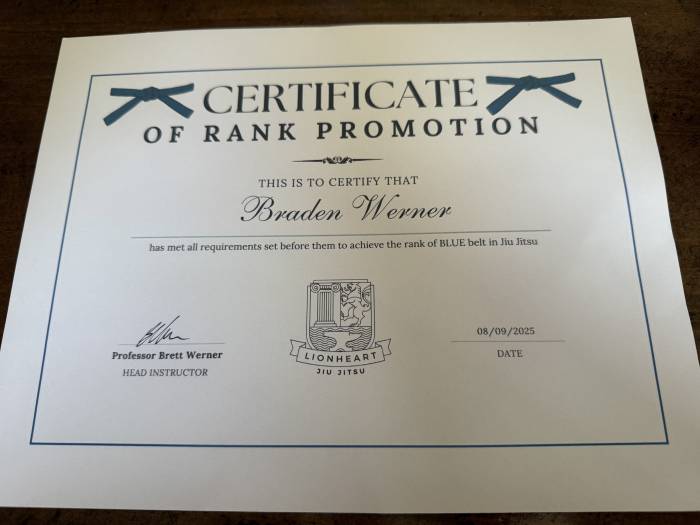 CERTIFICATE
OF RANK PROMOTION
THIS IS TO CERTIFY THAT
Braden Werner
has met all requirements set before them to achieve the rank of BLUE belt in Jiu Jitsu
LIONHEART
JIU JITSU
Professor Brett Werner
HEAD INSTRUCTOR
08/09/2025
DATE